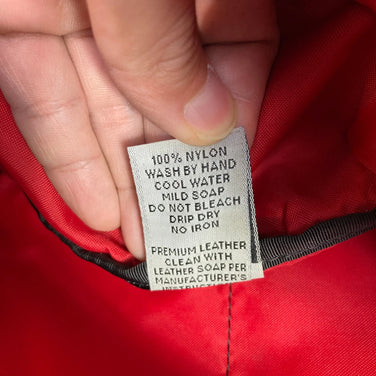 100% NYLON
WASH BY HAND
COOL WATER
MILD SOAP
DO NOT BLEACH
DRIP DRY
NO IRON
PREMIUM LEATHER
CLEAN WITH
LEATHER SOAP PER
MANUFACTURER'S